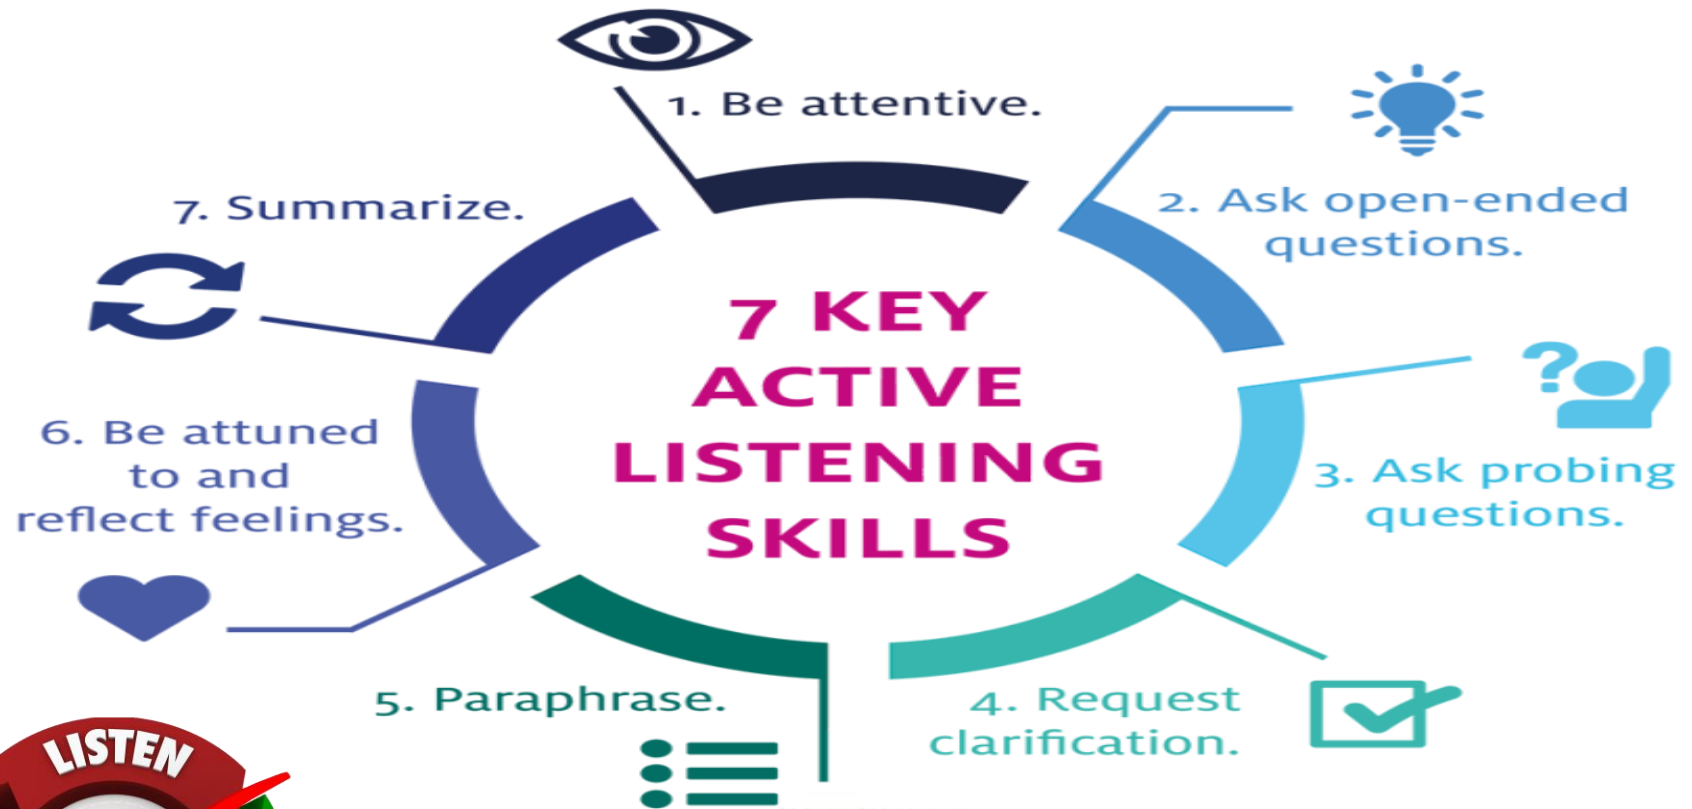 1. Be attentive.
2. Ask open-ended
questions.
3. Ask probing
questions.
4. Request
clarification.
5. Paraphrase.
6. Be attuned
to and
reflect feelings.
7. Summarize.
7 KEY
ACTIVE
LISTENING
SKILLS
LISTEN